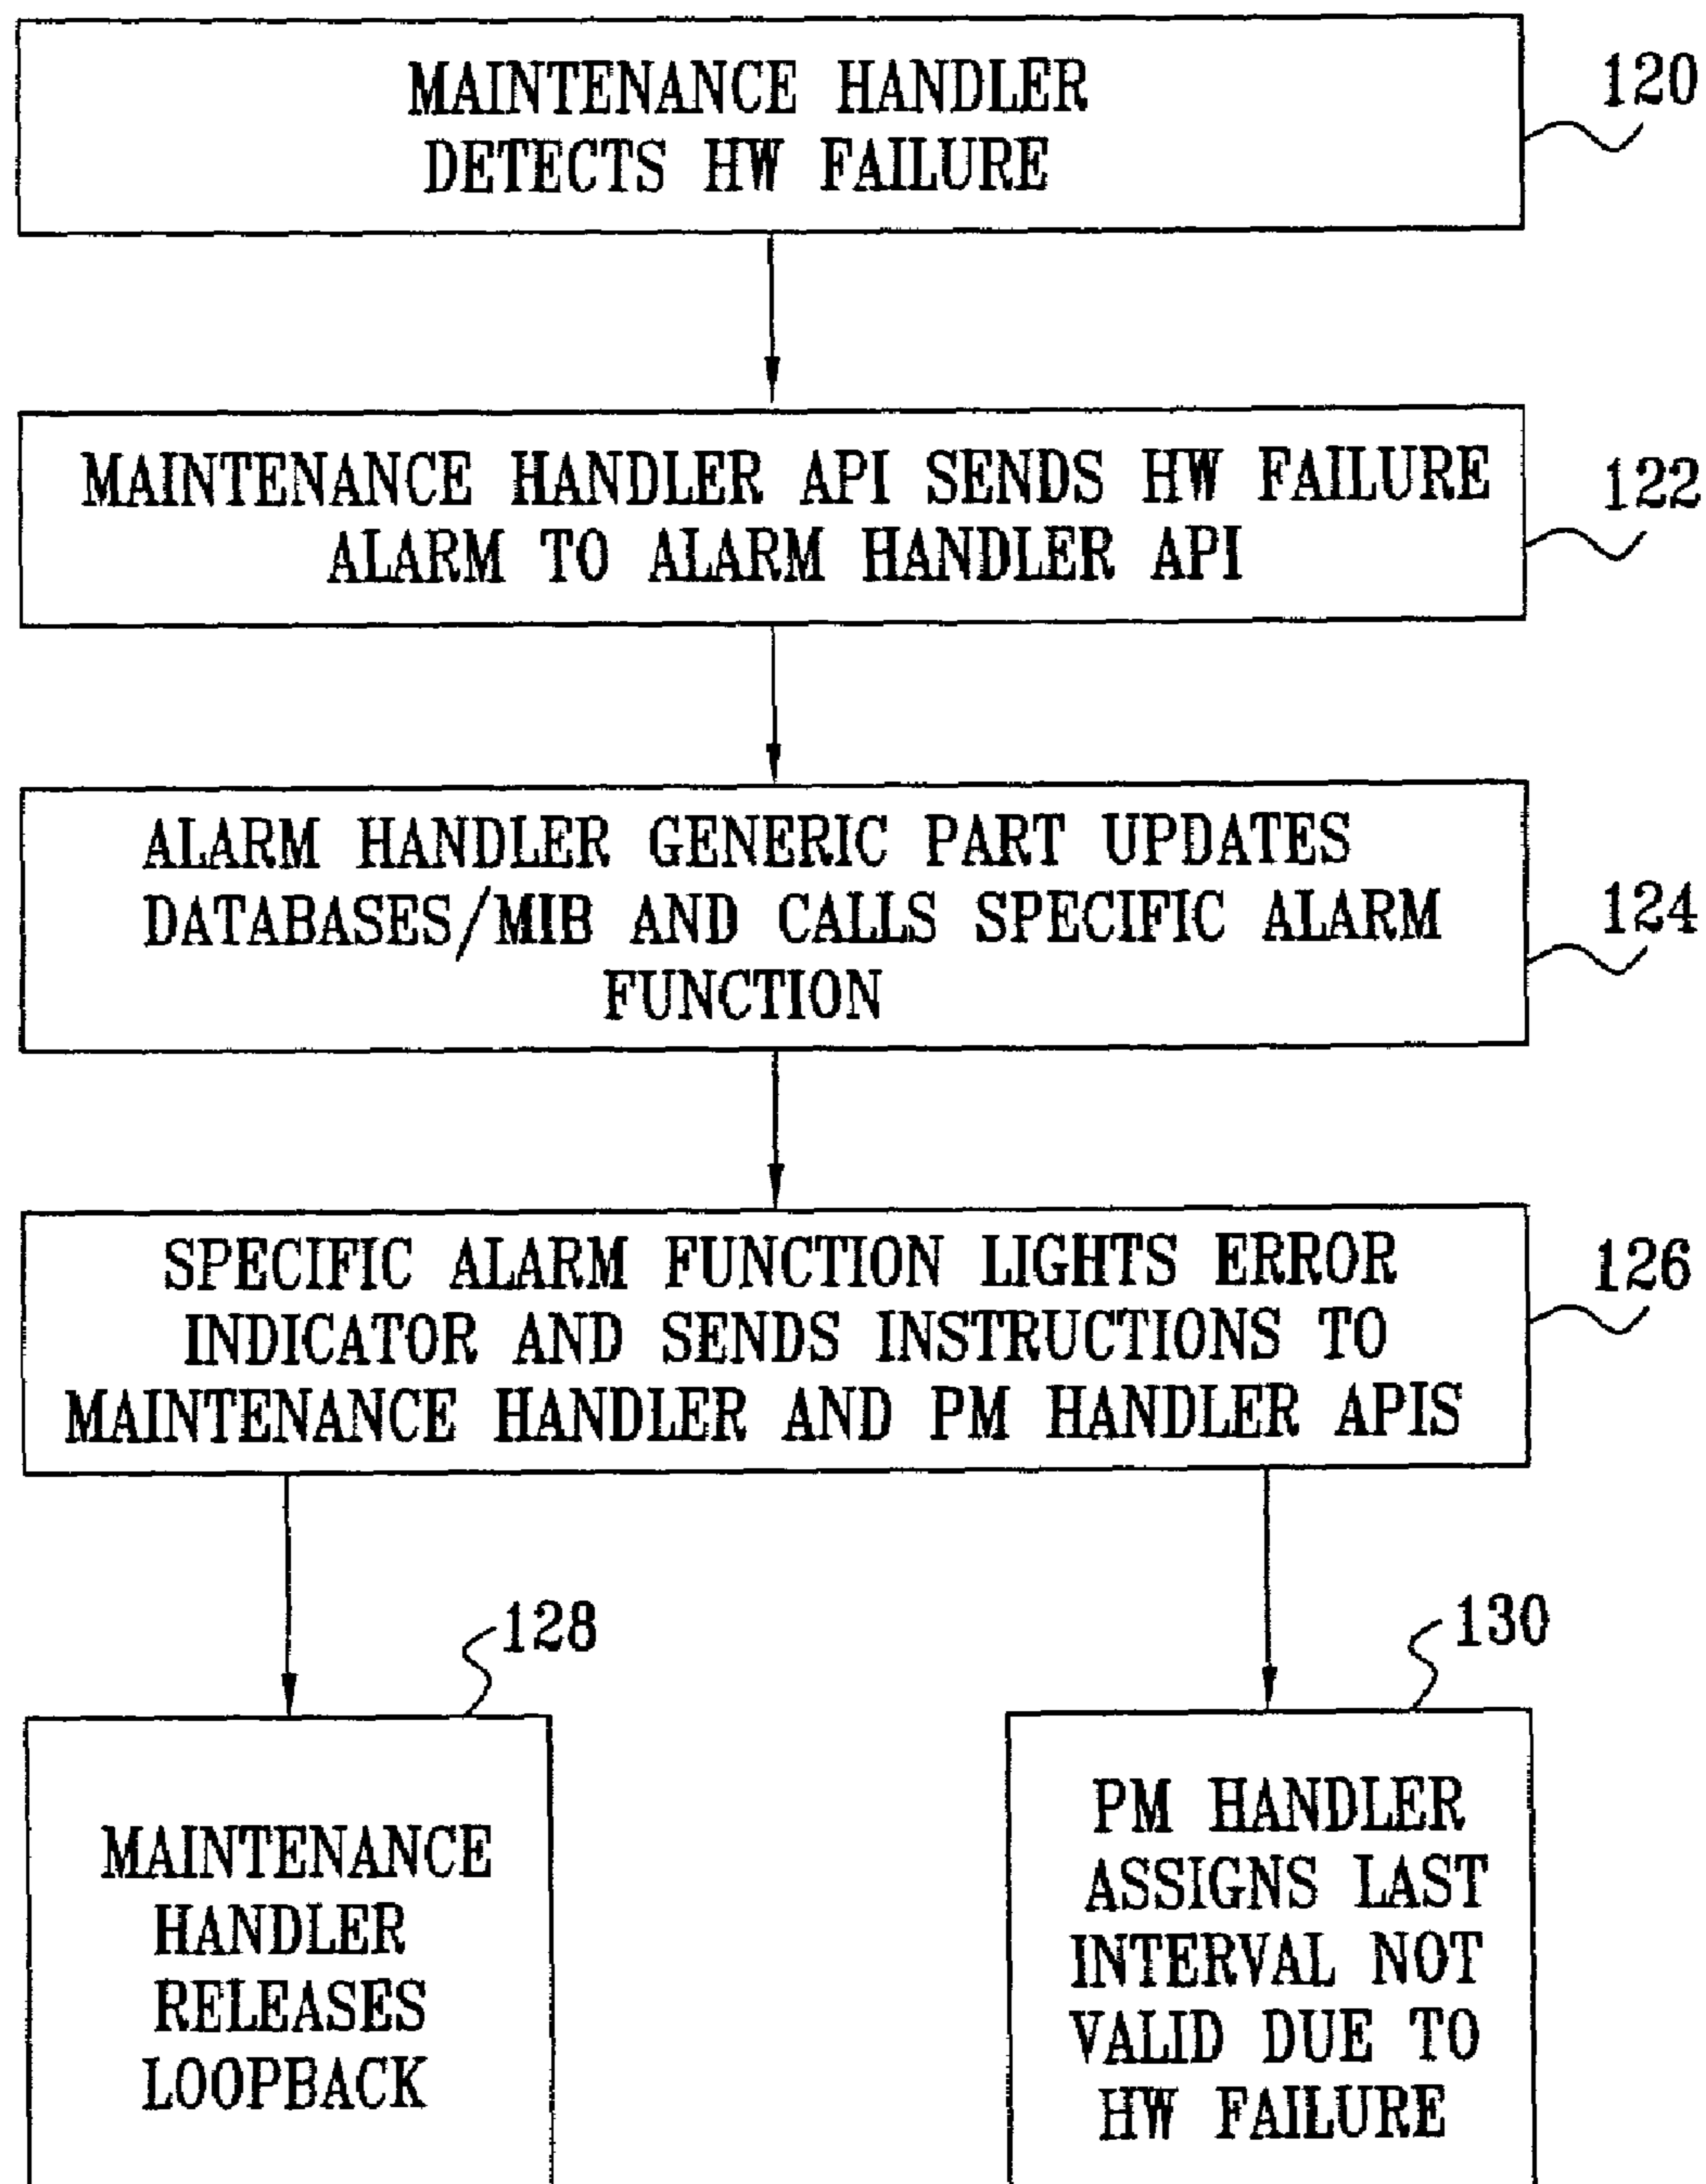 MAINTENANCE HANDLER
DETECTS HW FAILURE
120
MAINTENANCE HANDLER API SENDS HW FAILURE
ALARM TO ALARM HANDLER API
122
ALARM HANDLER GENERIC PART UPDATES
DATABASES/MIB AND CALLS SPECIFIC ALARM
FUNCTION
124
SPECIFIC ALARM FUNCTION LIGHTS ERROR
INDICATOR AND SENDS INSTRUCTIONS TO
MAINTENANCE HANDLER AND PM HANDLER APIS
126
128
MAINTENANCE
HANDLER
RELEASES
LOOPBACK
130
PM HANDLER
ASSIGNS LAST
INTERVAL NOT
VALID DUE TO
HW FAILURE